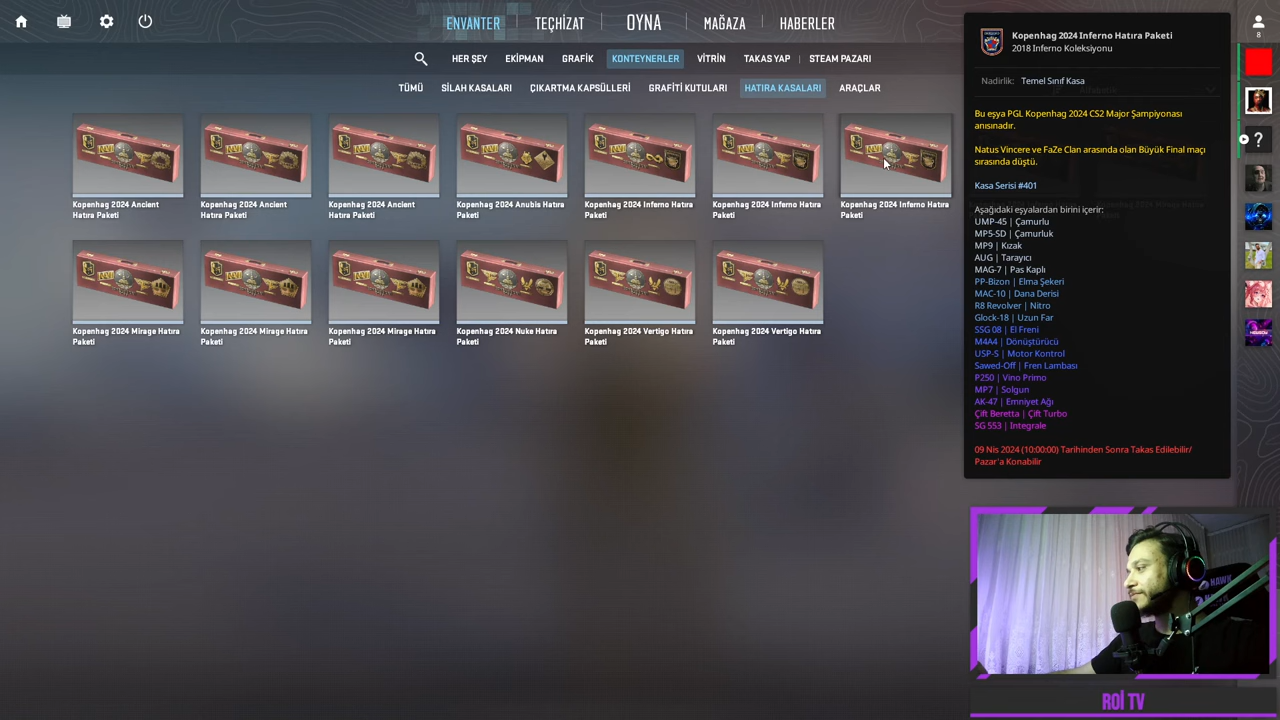 ENVANTER
TEÇHİZAT
OYNA
MAĞAZA
HABERLER
8
HER ŞEY
EKİPMAN
GRAFİK
KONTEYNERLER
VİTRİN
TAKAS YAP
STEAM PAZARI
TÜMÜ
SİLAH KASALARI
ÇIKARTMA KAPSÜLLERİ
GRAFİTİ KUTULARI
HATIRA KASALARI
ARAÇLAR
Kopenhag 2024 Ancient
Hatıra Paketi
Kopenhag 2024 Ancient
Hatıra Paketi
Kopenhag 2024 Ancient
Hatıra Paketi
Kopenhag 2024 Anubis Hatıra
Paketi
Kopenhag 2024 Inferno Hatıra
Paketi
Kopenhag 2024 Inferno Hatıra
Paketi
Kopenhag 2024 Inferno Hatıra
Paketi
Kopenhag 2024 Mirage Hatıra
Paketi
Kopenhag 2024 Mirage Hatıra
Paketi
Kopenhag 2024 Mirage Hatıra
Paketi
Kopenhag 2024 Nuke Hatıra
Paketi
Kopenhag 2024 Vertigo Hatıra
Paketi
Kopenhag 2024 Vertigo Hatıra
Paketi
Kopenhag 2024 Inferno Hatıra Paketi
2018 Inferno Koleksiyonu
Nadirlik: Temel Sınıf Kasa
Bu eşya PGL Kopenhag 2024 CS2 Major Şampiyonası
anısınadır.
Natus Vincere ve FaZe Clan arasında olan Büyük Final maçı
sırasında düştü.
Kasa Serisi #401
Aşağıdaki eşyalardan birini içerir:
UMP-45 | Çamurlu
MP5-SD | Çamurluk
MP9 | Kızak
AUG | Tarayıcı
MAG-7 | Pas Kaplı
PP-Bizon | Elma Şekeri
MAC-10 | Dana Derisi
R8 Revolver | Nitro
Glock-18 | Uzun Far
SSG 08 | El Freni
M4A4 | Dönüştürücü
USP-S | Motor Kontrol
Sawed-Off | Fren Lambası
P250 | Vino Primo
MP7 | Solgun
AK-47 | Emniyet Ağı
Çift Beretta | Çift Turbo
SG 553 | Integrale
09 Nis 2024 (10:00:00) Tarihinden Sonra Takas Edilebilir/
Pazar'a Konabilir
?
HAWK
ROİ TV